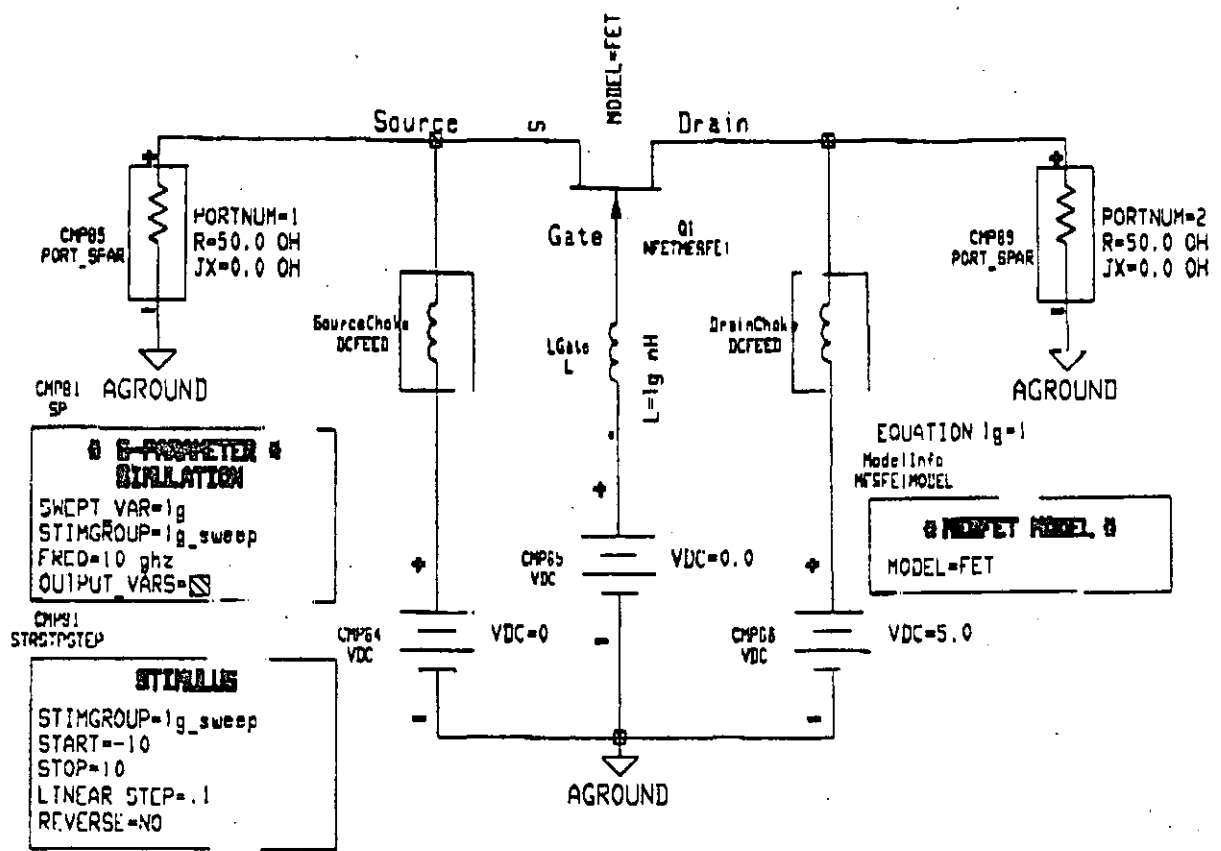 MODEL=FET
Source
S
Drain
CMP85
PORT_SPAR
PORTNUM=1
R=50.0 OH
JX=0.0 OH
AGROUND
Gate
Q1
SourceChoke
DCFEED
LGate
L
L=lg nH
DrainChoke
DCFEED
CMP89
PORT_SPAR
PORTNUM=2
R=50.0 OH
JX=0.0 OH
AGROUND
CMP81
SP
S-PARAMETER
SIMULATION
SWEPT_VAR=lg
STIMGROUP=lg_sweep
FREQ=10 ghz
OUTPUT_VARS=
CMP91
STIMULUS
STIMGROUP=lg_sweep
START=-10
STOP=10
LINEAR STEP=.1
REVERSE=NO
CMP64
VDC
VDC=0
CMP65
VDC
VDC=0.0
CMP68
VDC
VDC=5.0
EQUATION lg=1
ModelInfo
MODEL
MODEL=FET
AGROUND